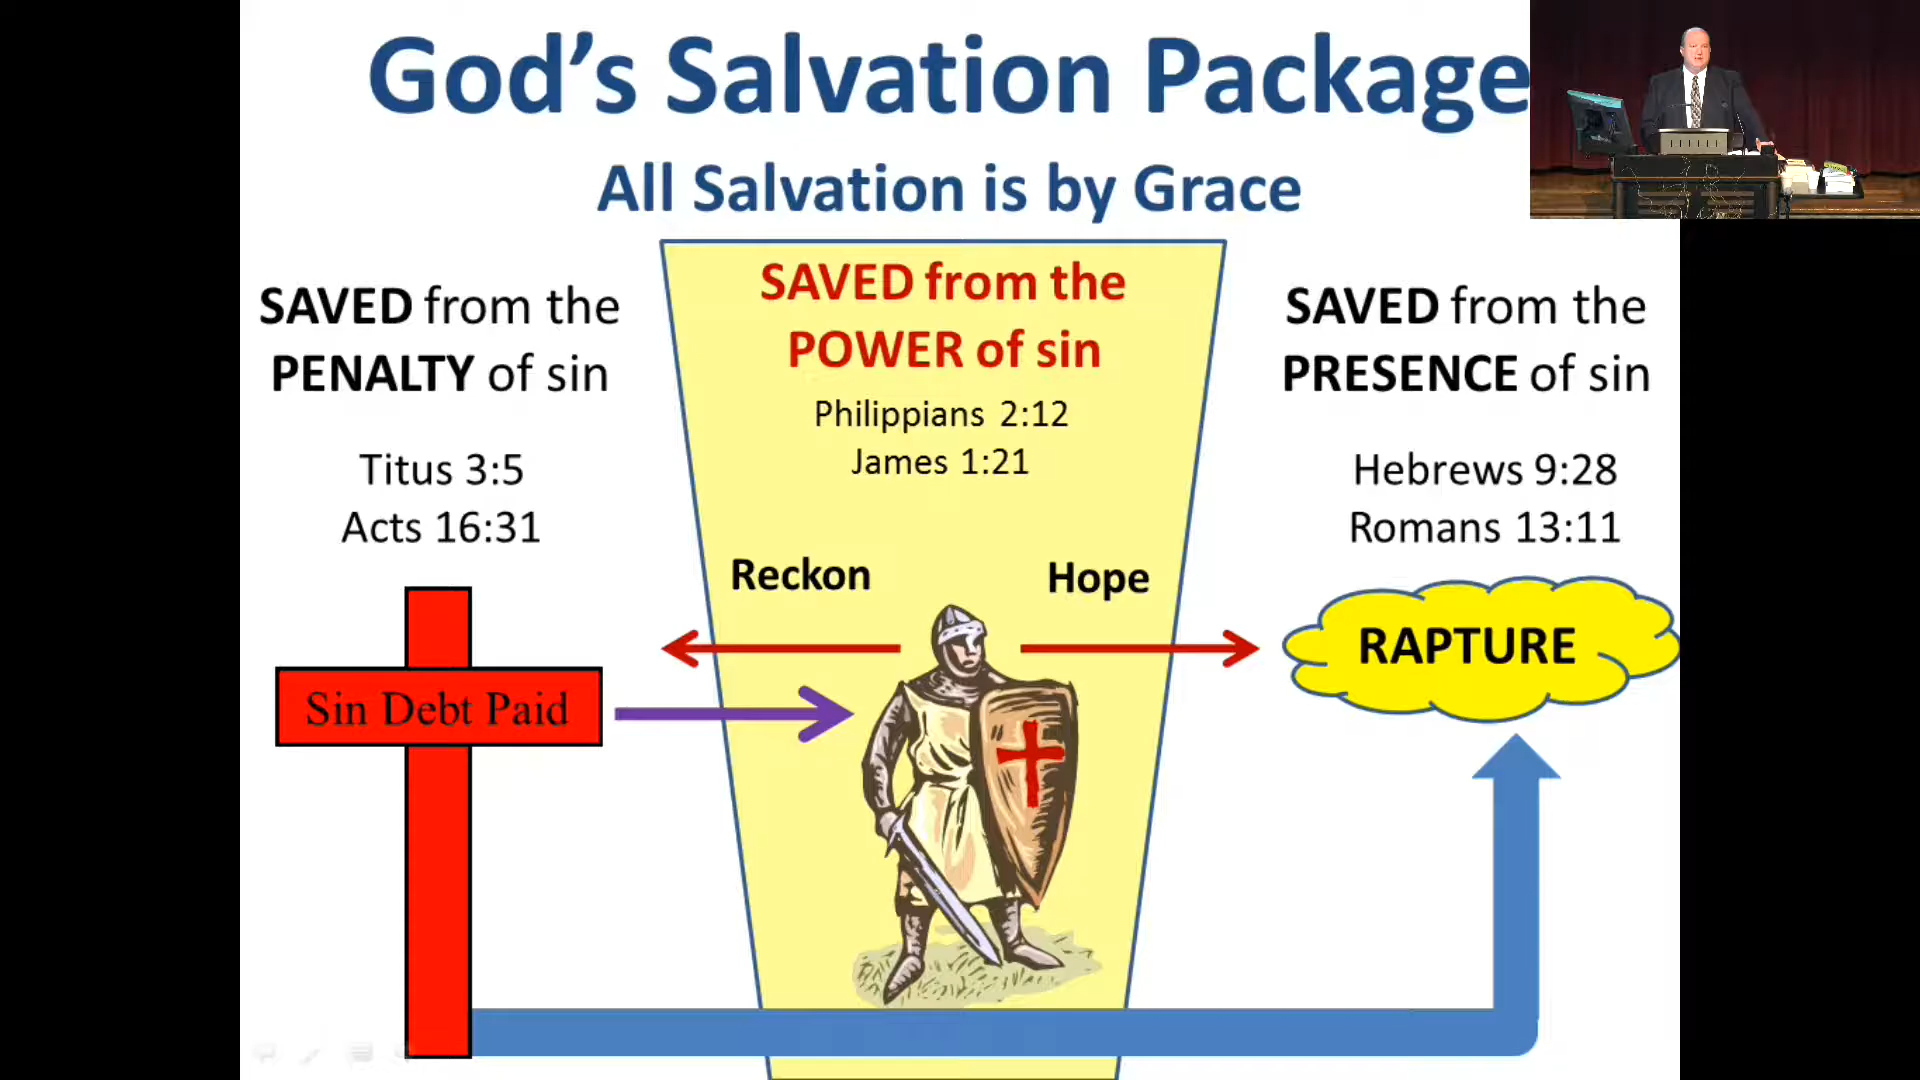 God's Salvation Package
All Salvation is by Grace
SAVED from the
PENALTY of sin
Titus 3:5
Acts 16:31
Sin Debt Paid
SAVED from the
POWER of sin
Philippians 2:12
James 1:21
Reckon
Hope
SAVED from the
PRESENCE of sin
Hebrews 9:28
Romans 13:11
RAPTURE